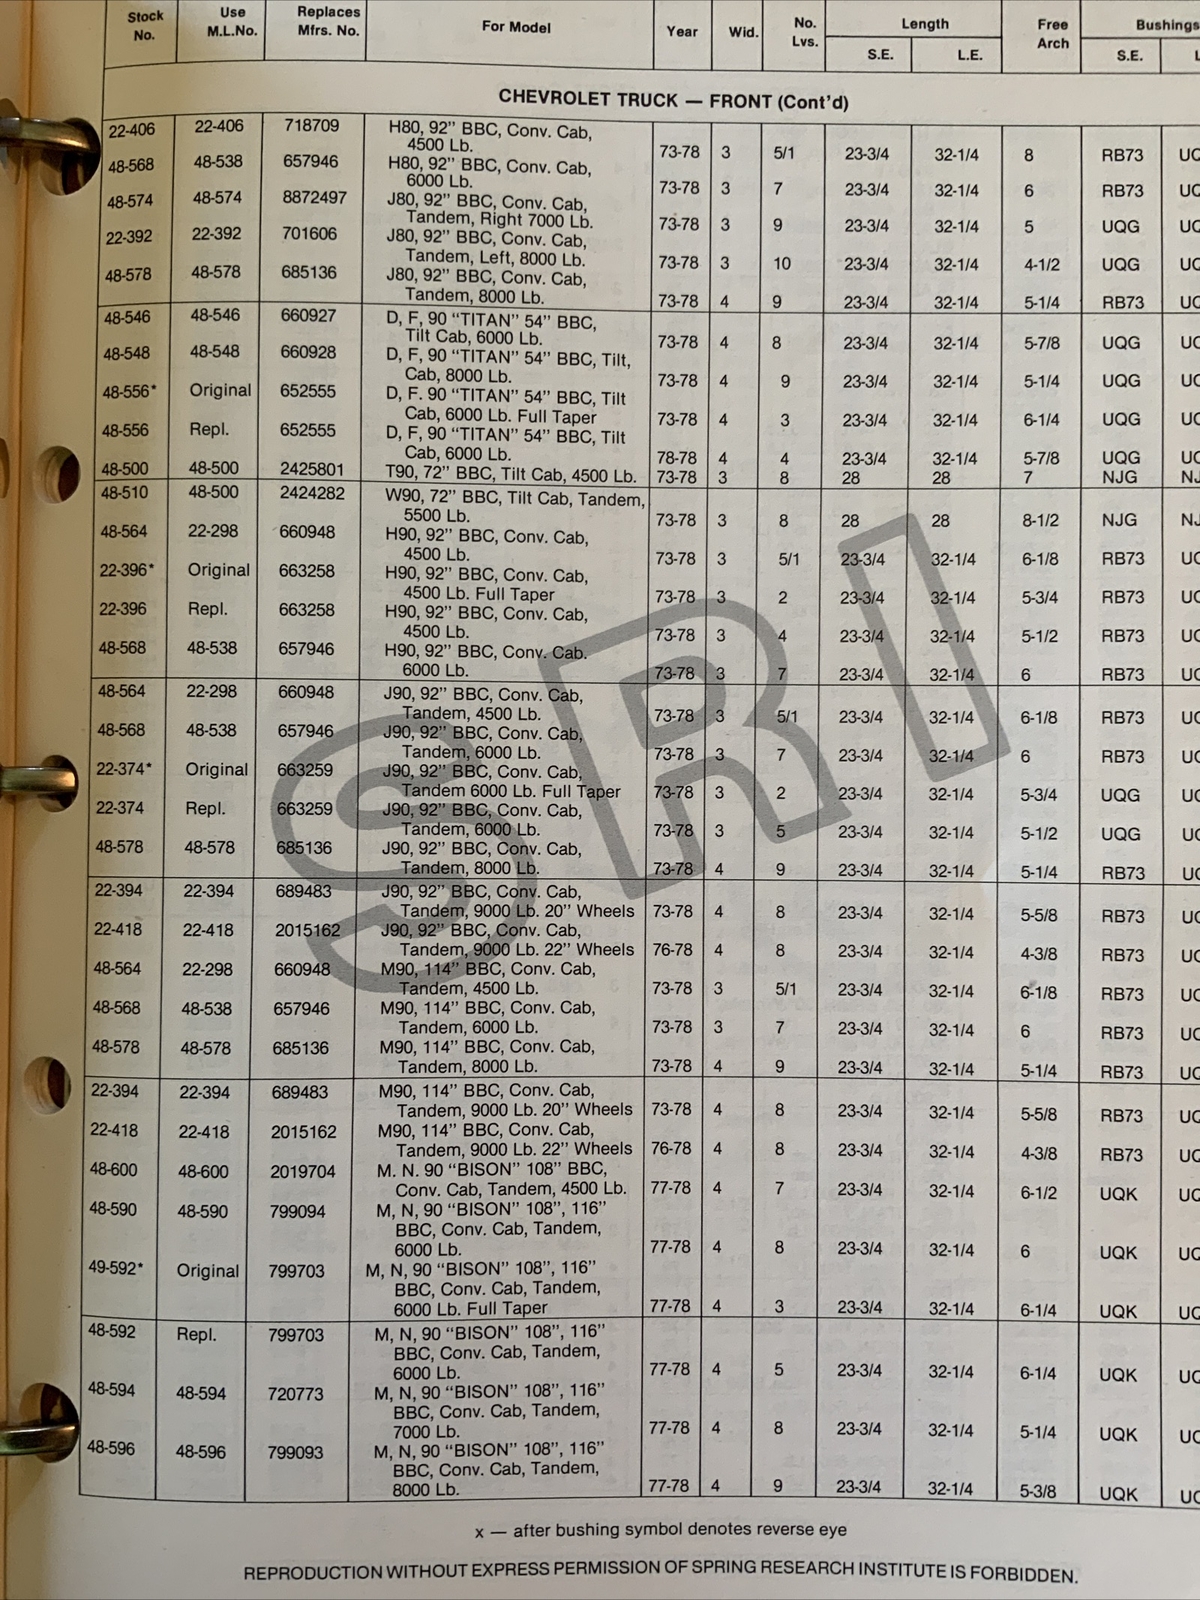 Stock No. Use M.L.No. Replaces Mfrs. No. For Model Year Wid. No. Lvs. Length S.E. L.E. Free Arch Bushings S.E.
CHEVROLET TRUCK — FRONT (Cont'd)
22-406 22-406 718709 H80, 92" BBC, Conv. Cab,
4500 Lb. 73-78 3 5/1 23-3/4 32-1/4 8 RB73
48-568 48-538 657946 H80, 92" BBC, Conv. Cab,
6000 Lb. 73-78 3 7 23-3/4 32-1/4 6 RB73
48-574 48-574 8872497 J80, 92" BBC, Conv. Cab,
Tandem, Right 7000 Lb. 73-78 3 9 23-3/4 32-1/4 5 UQG
22-392 22-392 701606 J80, 92" BBC, Conv. Cab,
Tandem, Left, 8000 Lb. 73-78 3 10 23-3/4 32-1/4 4-1/2 UQG
48-578 48-578 685136 J80, 92" BBC, Conv. Cab,
Tandem, 8000 Lb. 73-78 4 9 23-3/4 32-1/4 5-1/4 RB73
48-546 48-546 660927 D, F, 90 "TITAN" 54" BBC,
Tilt Cab, 6000 Lb. 73-78 4 8 23-3/4 32-1/4 5-7/8 UQG
48-548 48-548 660928 D, F, 90 "TITAN" 54" BBC, Tilt,
Cab, 8000 Lb. 73-78 4 9 23-3/4 32-1/4 5-1/4 UQG
48-556* Original 652555 D, F. 90 "TITAN" 54" BBC, Tilt
Cab, 6000 Lb. Full Taper 73-78 4 3 23-3/4 32-1/4 6-1/4 UQG
48-556 Repl. 652555 D, F, 90 "TITAN" 54" BBC, Tilt
Cab, 6000 Lb. 78-78 4 4 23-3/4 32-1/4 5-7/8 UQG
48-500 48-500 2425801 T90, 72" BBC, Tilt Cab, 4500 Lb. 73-78 3 8 28 28 7 NJG
48-510 48-500 2424282 W90, 72" BBC, Tilt Cab, Tandem,
5500 Lb. 73-78 3 8 28 28 8-1/2 NJG
48-564 22-298 660948 H90, 92" BBC, Conv. Cab,
4500 Lb. 73-78 3 5/1 23-3/4 32-1/4 6-1/8 RB73
22-396* Original 663258 H90, 92" BBC, Conv. Cab,
4500 Lb. Full Taper 73-78 3 2 23-3/4 32-1/4 5-3/4 RB73
22-396 Repl. 663258 H90, 92" BBC, Conv. Cab,
4500 Lb. 73-78 3 4 23-3/4 32-1/4 5-1/2 RB73
48-568 48-538 657946 H90, 92" BBC, Conv. Cab.
6000 Lb. 73-78 3 7 23-3/4 32-1/4 6 RB73
48-564 22-298 660948 J90, 92" BBC, Conv. Cab,
Tandem, 4500 Lb. 73-78 3 5/1 23-3/4 32-1/4 6-1/8 RB73
48-568 48-538 657946 J90, 92" BBC, Conv. Cab,
Tandem, 6000 Lb. 73-78 3 7 23-3/4 32-1/4 6 RB73
22-374* Original 663259 J90, 92" BBC, Conv. Cab,
Tandem 6000 Lb. Full Taper 73-78 3 2 23-3/4 32-1/4 5-3/4 UQG
22-374 Repl. 663259 J90, 92" BBC, Conv. Cab,
Tandem, 6000 Lb. 73-78 3 5 23-3/4 32-1/4 5-1/2 UQG
48-578 48-578 685136 J90, 92" BBC, Conv. Cab,
Tandem, 8000 Lb. 73-78 4 9 23-3/4 32-1/4 5-1/4 RB73
22-394 22-394 689483 J90, 92" BBC, Conv. Cab,
Tandem, 9000 Lb. 20" Wheels 73-78 4 8 23-3/4 32-1/4 5-5/8 RB73
22-418 22-418 2015162 J90, 92" BBC, Conv. Cab,
Tandem, 9000 Lb. 22" Wheels 76-78 4 8 23-3/4 32-1/4 4-3/8 RB73
48-564 22-298 660948 M90, 114" BBC, Conv. Cab,
Tandem, 4500 Lb. 73-78 3 5/1 23-3/4 32-1/4 6-1/8 RB73
48-568 48-538 657946 M90, 114" BBC, Conv. Cab,
Tandem, 6000 Lb. 73-78 3 7 23-3/4 32-1/4 6 RB73
48-578 48-578 685136 M90, 114" BBC, Conv. Cab,
Tandem, 8000 Lb. 73-78 4 9 23-3/4 32-1/4 5-1/4 RB73
22-394 22-394 689483 M90, 114" BBC, Conv. Cab,
Tandem, 9000 Lb. 20" Wheels 73-78 4 8 23-3/4 32-1/4 5-5/8 RB73
22-418 22-418 2015162 M90, 114" BBC, Conv. Cab,
Tandem, 9000 Lb. 22" Wheels 76-78 4 8 23-3/4 32-1/4 4-3/8 RB73
48-600 48-600 2019704 M. N. 90 "BISON" 108" BBC,
Conv. Cab, Tandem, 4500 Lb. 77-78 4 7 23-3/4 32-1/4 6-1/2 UQK
48-590 48-590 799094 M, N, 90 "BISON" 108", 116"
BBC, Conv. Cab, Tandem,
6000 Lb. 77-78 4 8 23-3/4 32-1/4 6 UQK
49-592* Original 799703 M, N, 90 "BISON" 108", 116"
BBC, Conv. Cab, Tandem,
6000 Lb. Full Taper 77-78 4 3 23-3/4 32-1/4 6-1/4 UQK
48-592 Repl. 799703 M, N, 90 "BISON" 108", 116"
BBC, Conv. Cab, Tandem,
6000 Lb. 77-78 4 5 23-3/4 32-1/4 6-1/4 UQK
48-594 48-594 720773 M, N, 90 "BISON" 108", 116"
BBC, Conv. Cab, Tandem,
7000 Lb. 77-78 4 8 23-3/4 32-1/4 5-1/4 UQK
48-596 48-596 799093 M, N, 90 "BISON" 108", 116"
BBC, Conv. Cab, Tandem,
8000 Lb. 77-78 4 9 23-3/4 32-1/4 5-3/8 UQK
SRI
x — after bushing symbol denotes reverse eye
REPRODUCTION WITHOUT EXPRESS PERMISSION OF SPRING RESEARCH INSTITUTE IS FORBIDDEN.